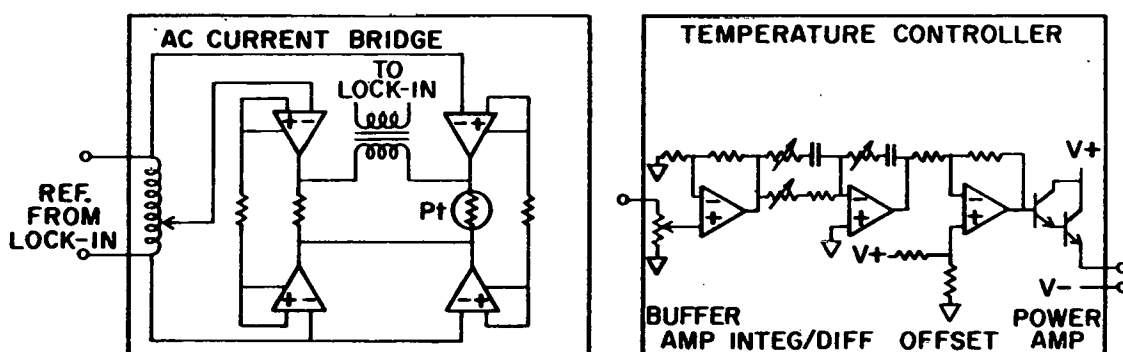 AC CURRENT BRIDGE
TO
LOCK-IN
REF.
FROM
LOCK-IN
+ -
- +
Pt
+ -
- +
TEMPERATURE CONTROLLER
V+
-
+
-
+
-
+
V+
V-
BUFFER
AMP
INTEG/DIFF
OFFSET
POWER
AMP